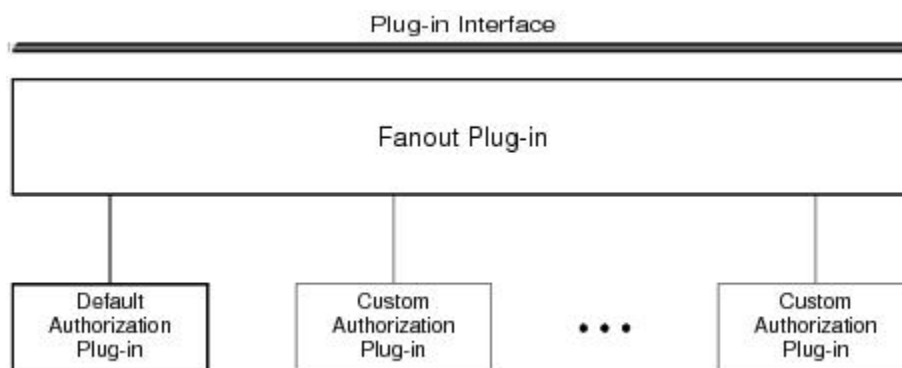 Plug-in Interface
Fanout Plug-in
Default
Authorization
Plug-in
Custom
Authorization
Plug-in
• • •
Custom
Authorization
Plug-in